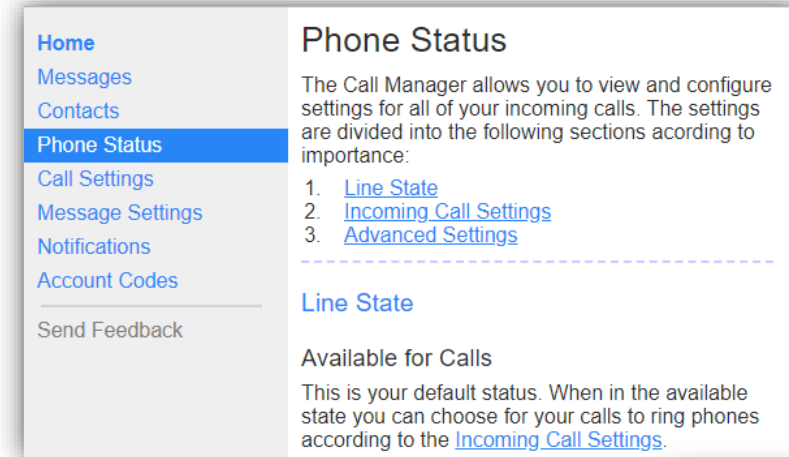 Home
Messages
Contacts
Phone Status
Call Settings
Message Settings
Notifications
Account Codes
Send Feedback
Phone Status
The Call Manager allows you to view and configure
settings for all of your incoming calls. The settings
are divided into the following sections acording to
importance:
1. Line State
2. Incoming Call Settings
3. Advanced Settings
Line State
Available for Calls
This is your default status. When in the available
state you can choose for your calls to ring phones
according to the Incoming Call Settings.